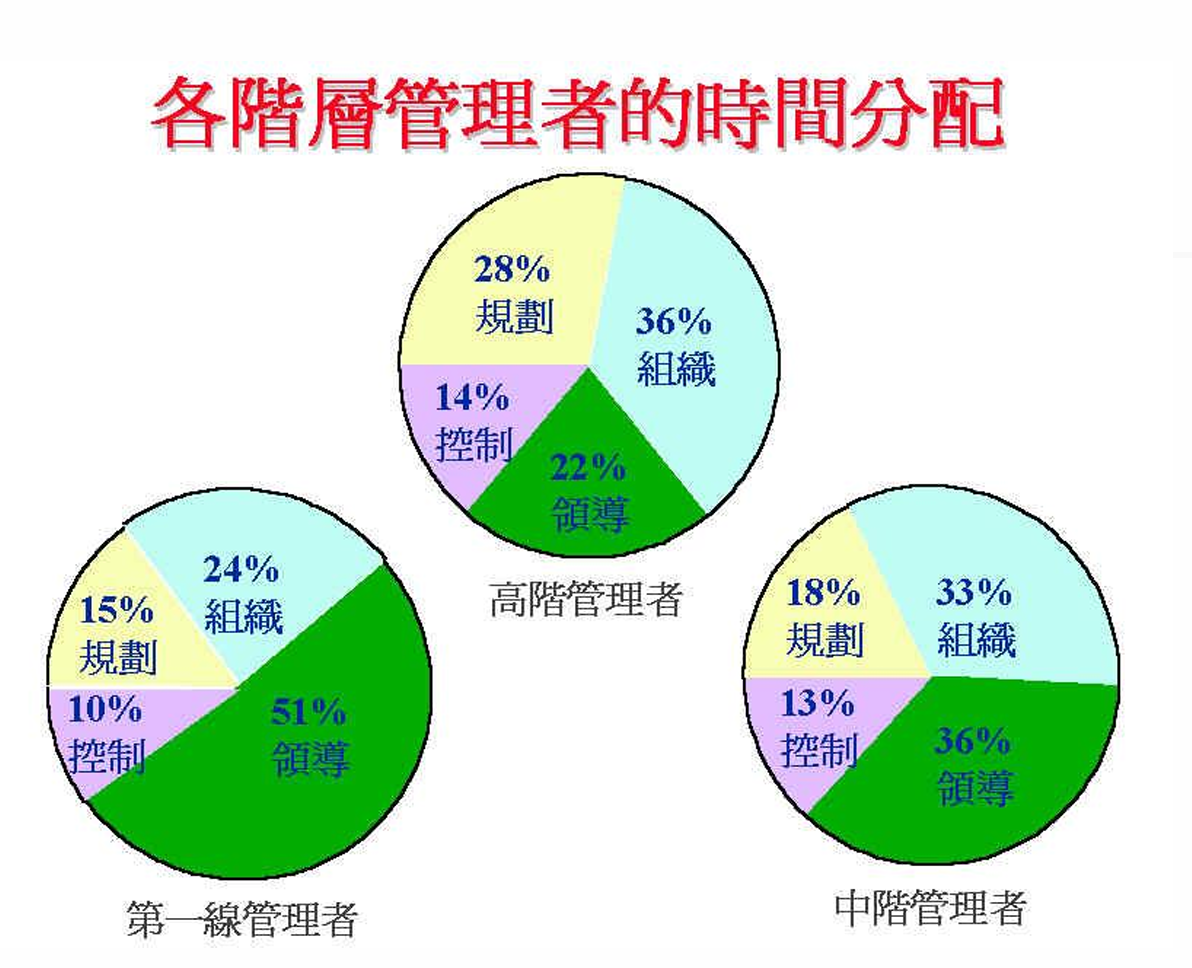 各階層管理者的時間分配
28%
規劃
36%
組織
14%
控制
22%
領導
高階管理者
24%
組織
15%
規劃
10%
控制
51%
領導
第一線管理者
18%
規劃
33%
組織
13%
控制
36%
領導
中階管理者